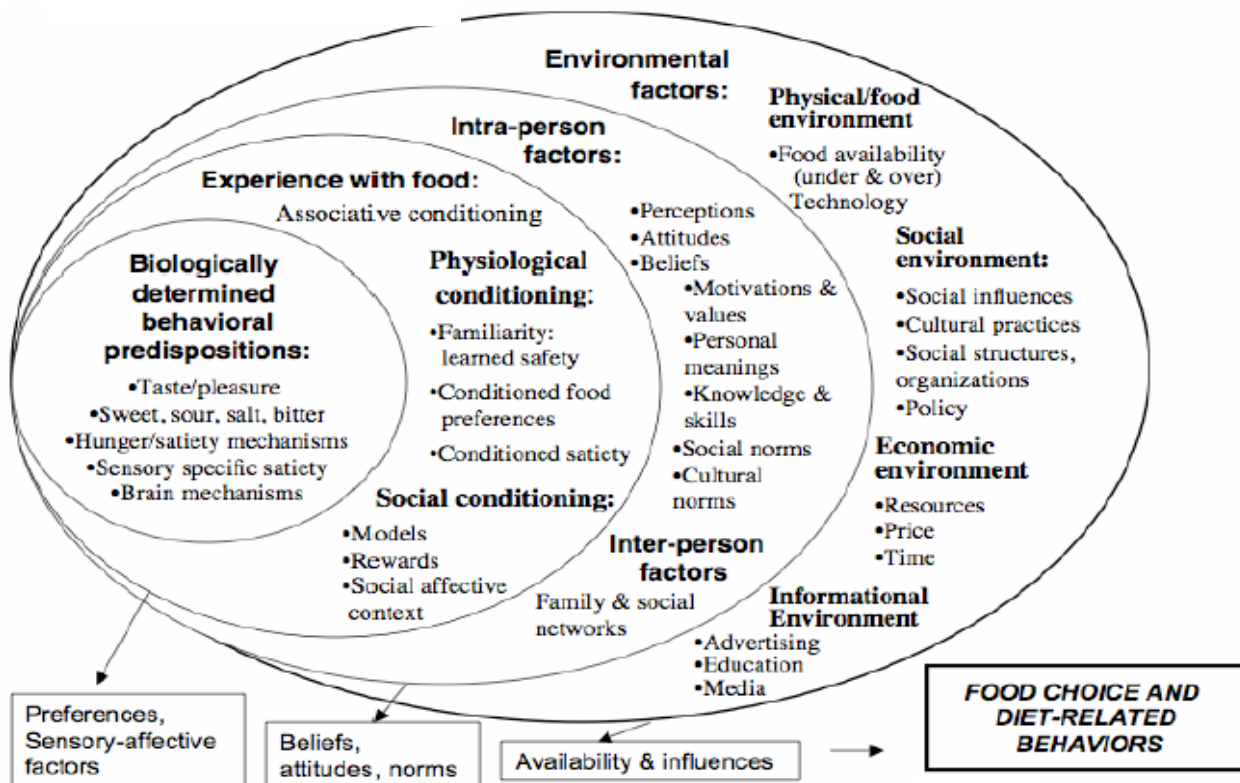 Environmental
factors:
Physical/food
environment
•Food availability
(under & over)
Technology
Social
environment:
•Social influences
•Cultural practices
•Social structures,
organizations
•Policy
Economic
environment
•Resources
•Price
•Time
Informational
Environment
•Advertising
•Education
•Media
Intra-person
factors:
•Perceptions
•Attitudes
•Beliefs
•Motivations &
values
•Personal
meanings
•Knowledge &
skills
•Social norms
•Cultural
norms
Inter-person
factors
Family & social
networks
Experience with food:
Associative conditioning
Physiological
conditioning:
•Familiarity:
learned safety
•Conditioned food
preferences
•Conditioned satiety
Social conditioning:
•Models
•Rewards
•Social affective
context
Biologically
determined
behavioral
predispositions:
•Taste/pleasure
•Sweet, sour, salt, bitter
•Hunger/satiety mechanisms
•Sensory specific satiety
•Brain mechanisms
Preferences,
Sensory-affective
factors
Beliefs,
attitudes, norms
Availability & influences
FOOD CHOICE AND
DIET-RELATED
BEHAVIORS